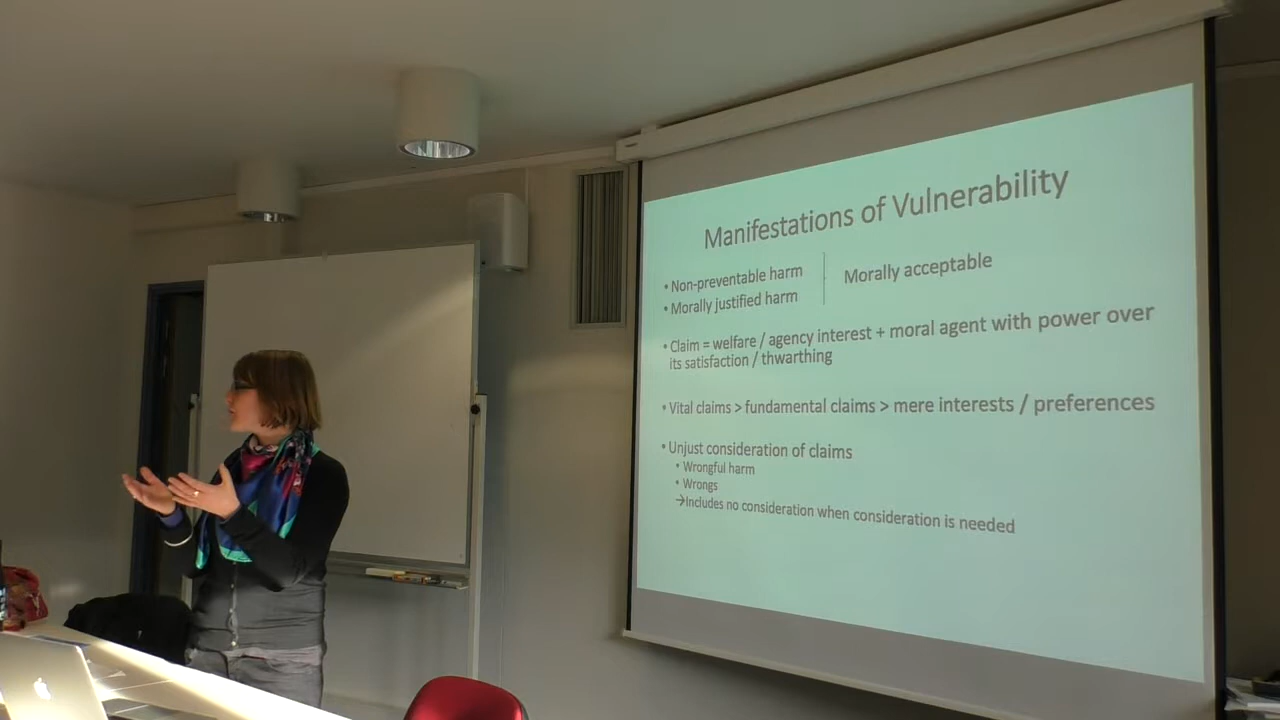 Manifestations of Vulnerability
• Non-preventable harm
• Morally justified harm
Morally acceptable
• Claim = welfare / agency interest + moral agent with power over
its satisfaction / thwarthing
• Vital claims > fundamental claims > mere interests / preferences
• Unjust consideration of claims
• Wrongful harm
• Wrongs
→Includes no consideration when consideration is needed